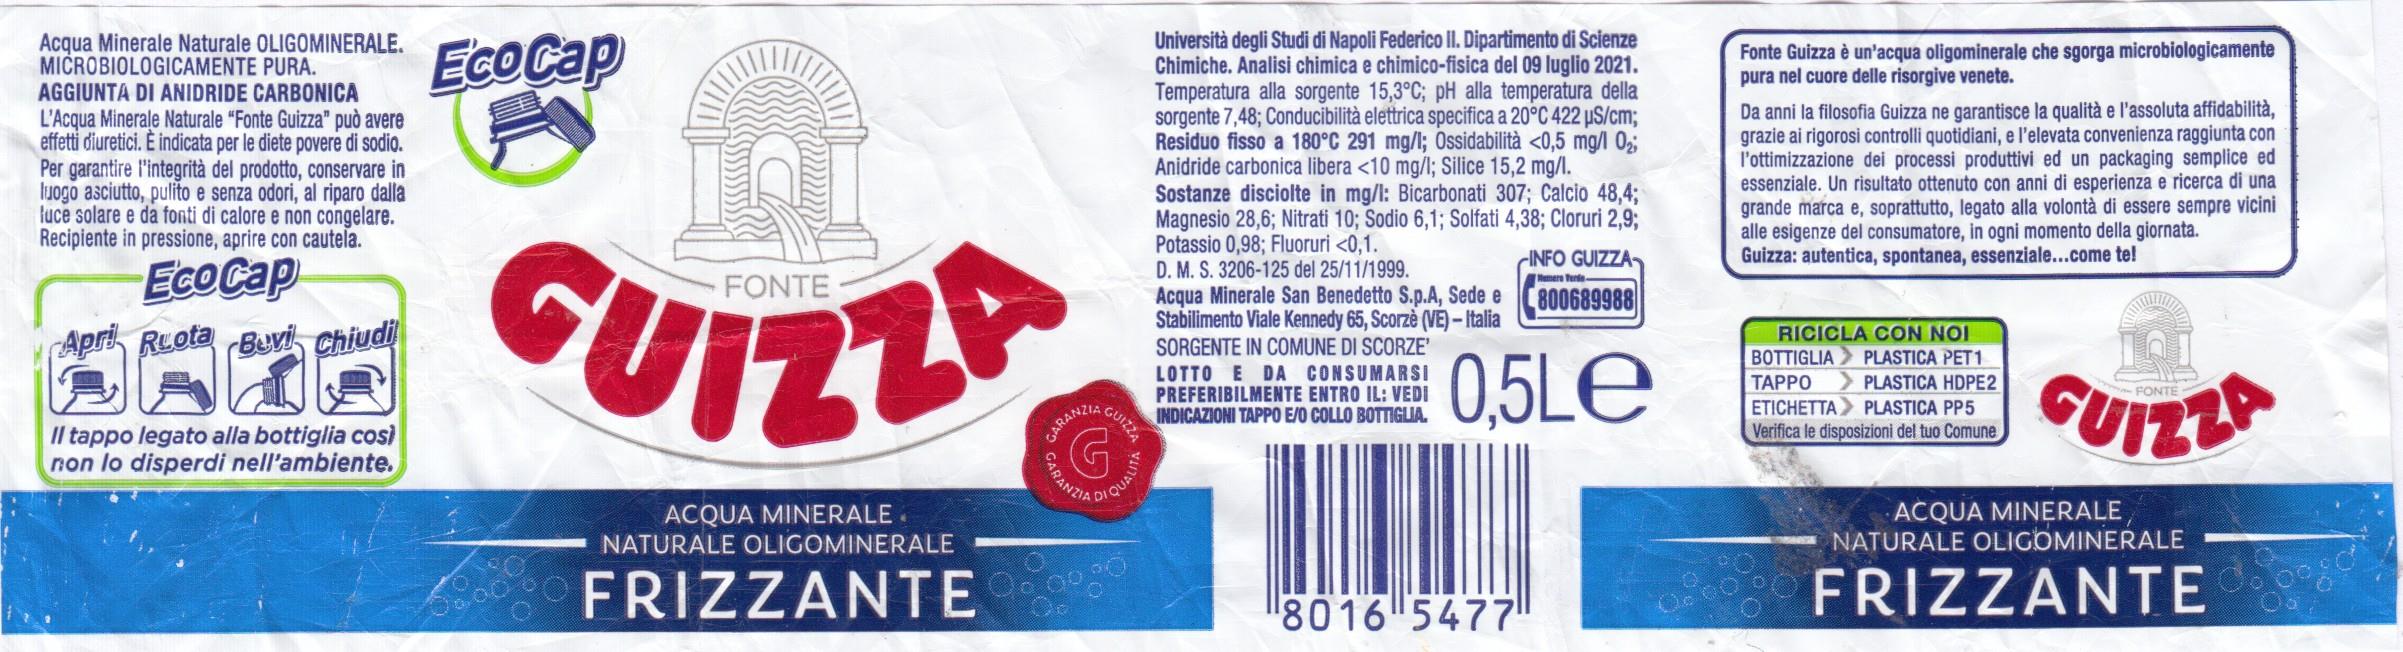 Acqua Minerale Naturale OLIGOMINERALE.
MICROBIOLOGICAMENTE PURA.
AGGIUNTA DI ANIDRIDE CARBONICA
L'Acqua Minerale Naturale “Fonte Guizza” può avere
effetti diuretici. È indicata per le diete povere di sodio.
Per garantire l'integrità del prodotto, conservare in
luogo asciutto, pulito e senza odori, al riparo dalla
luce solare e da fonti di calore e non congelare.
Recipiente in pressione, aprire con cautela.
EcoCap
Apri Ruota Bevi Chiudi
Il tappo legato alla bottiglia così
non lo disperdi nell'ambiente.
EcoCap
FONTE
GUIZZA
GARANZIA GUIZZA
G
GARANZIA DI QUALITÀ
ACQUA MINERALE
NATURALE OLIGOMINERALE
FRIZZANTE
Università degli Studi di Napoli Federico II. Dipartimento di Scienze
Chimiche. Analisi chimica e chimico-fisica del 09 luglio 2021.
Temperatura alla sorgente 15,3°C; pH alla temperatura della
sorgente 7,48; Conducibilità elettrica specifica a 20°C 422 µS/cm;
Residuo fisso a 180°C 291 mg/l; Ossidabilità <0,5 mg/l O₂;
Anidride carbonica libera <10 mg/l; Silice 15,2 mg/l.
Sostanze disciolte in mg/l: Bicarbonati 307; Calcio 48,4;
Magnesio 28,6; Nitrati 10; Sodio 6,1; Solfati 4,38; Cloruri 2,9;
Potassio 0,98; Fluoruri <0,1.
D. M. S. 3206-125 del 25/11/1999.
Acqua Minerale San Benedetto S.p.A, Sede e
Stabilimento Viale Kennedy 65, Scorzè (VE) – Italia
SORGENTE IN COMUNE DI SCORZE'
LOTTO E DA CONSUMARSI
PREFERIBILMENTE ENTRO IL: VEDI
INDICAZIONI TAPPO E/O COLLO BOTTIGLIA.
INFO GUIZZA
Numero Verde
800689988
0,5L e
8016 5477
Fonte Guizza è un'acqua oligominerale che sgorga microbiologicamente
pura nel cuore delle risorgive venete.
Da anni la filosofia Guizza ne garantisce la qualità e l'assoluta affidabilità,
grazie ai rigorosi controlli quotidiani, e l'elevata convenienza raggiunta con
l'ottimizzazione dei processi produttivi ed un packaging semplice ed
essenziale. Un risultato ottenuto con anni di esperienza e ricerca di una
grande marca e, soprattutto, legato alla volontà di essere sempre vicini
alle esigenze del consumatore, in ogni momento della giornata.
Guizza: autentica, spontanea, essenziale...come te!
RICICLA CON NOI
BOTTIGLIA PLASTICA PET1
TAPPO PLASTICA HDPE2
ETICHETTA PLASTICA PP5
Verifica le disposizioni del tuo Comune
FONTE
GUIZZA
ACQUA MINERALE
NATURALE OLIGOMINERALE
FRIZZANTE